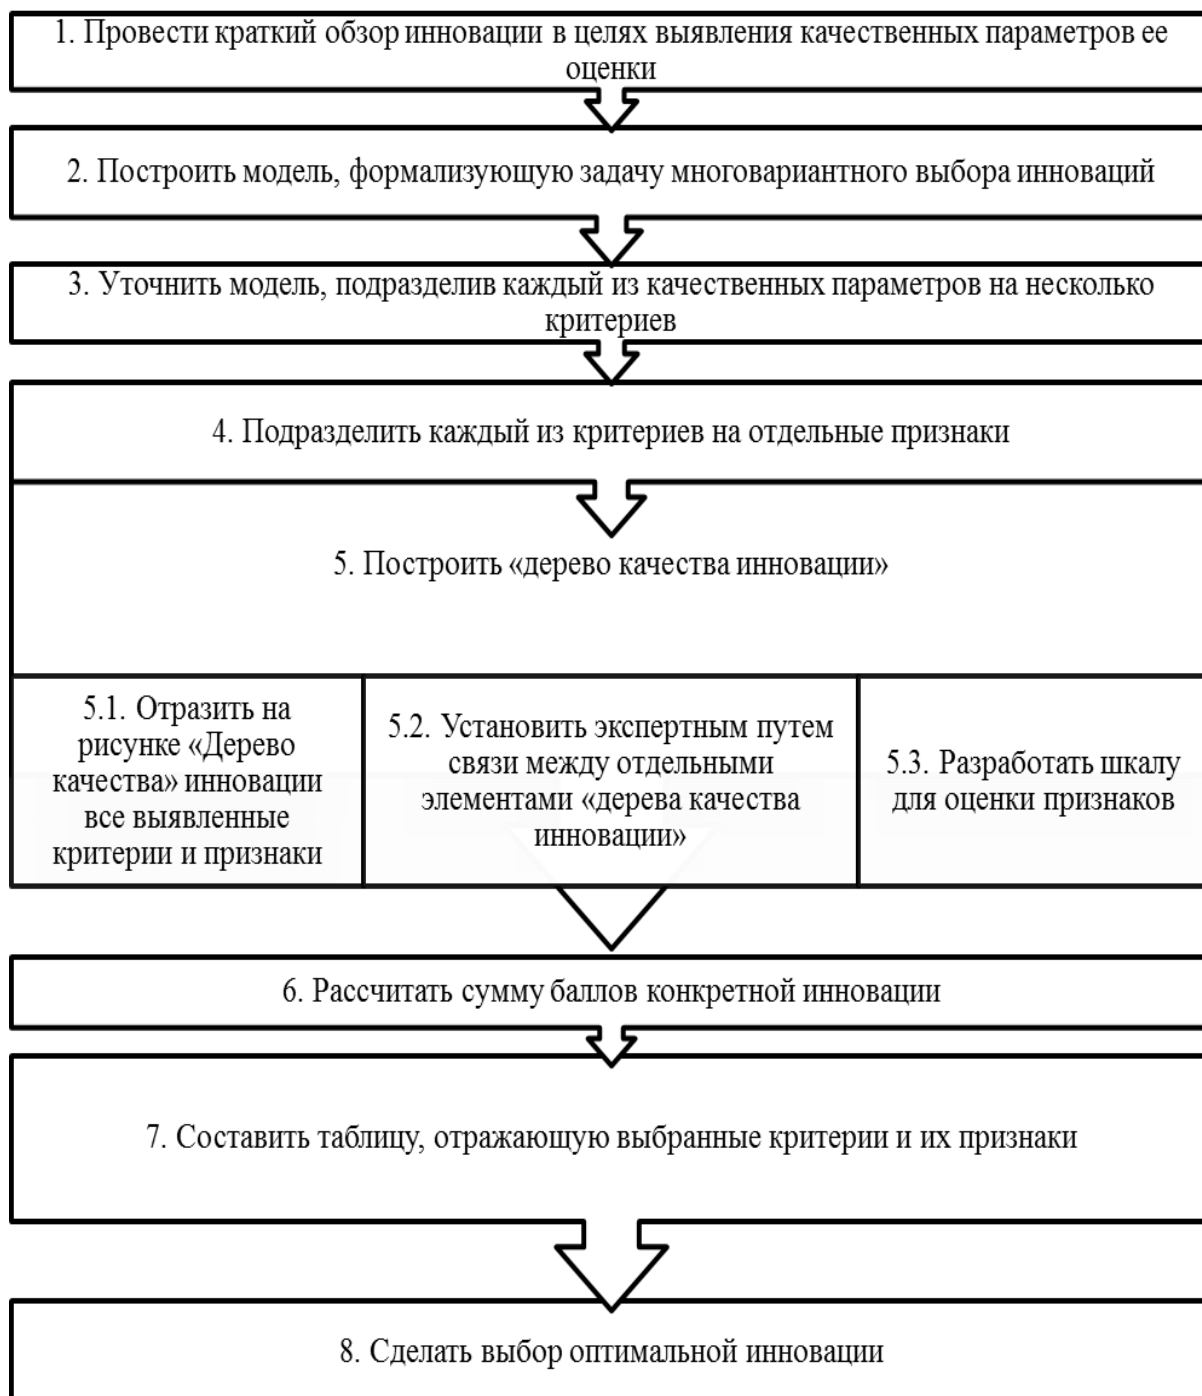 1. Провести краткий обзор инновации в целях выявления качественных параметров ее
оценки
2. Построить модель, формализующую задачу многовариантного выбора инноваций
3. Уточнить модель, подразделив каждый из качественных параметров на несколько
критериев
4. Подразделить каждый из критериев на отдельные признаки
5. Построить «дерево качества инновации»
5.1. Отразить на
рисунке «Дерево
качества» инновации
все выявленные
критерии и признаки
5.2. Установить экспертным путем
связи между отдельными
элементами «дерева качества
инновации»
5.3. Разработать шкалу
для оценки признаков
6. Рассчитать сумму баллов конкретной инновации
7. Составить таблицу, отражающую выбранные критерии и их признаки
8. Сделать выбор оптимальной инновации